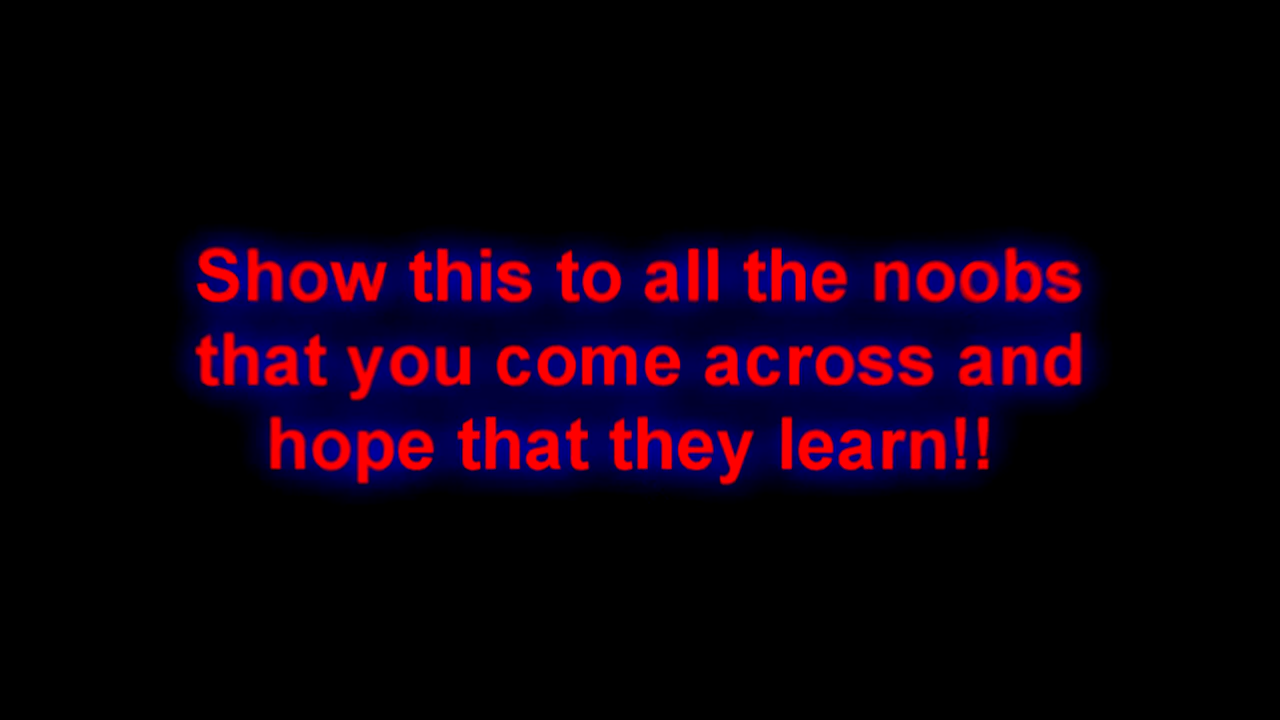 Show this to all the noobs
that you come across and
hope that they learn!!